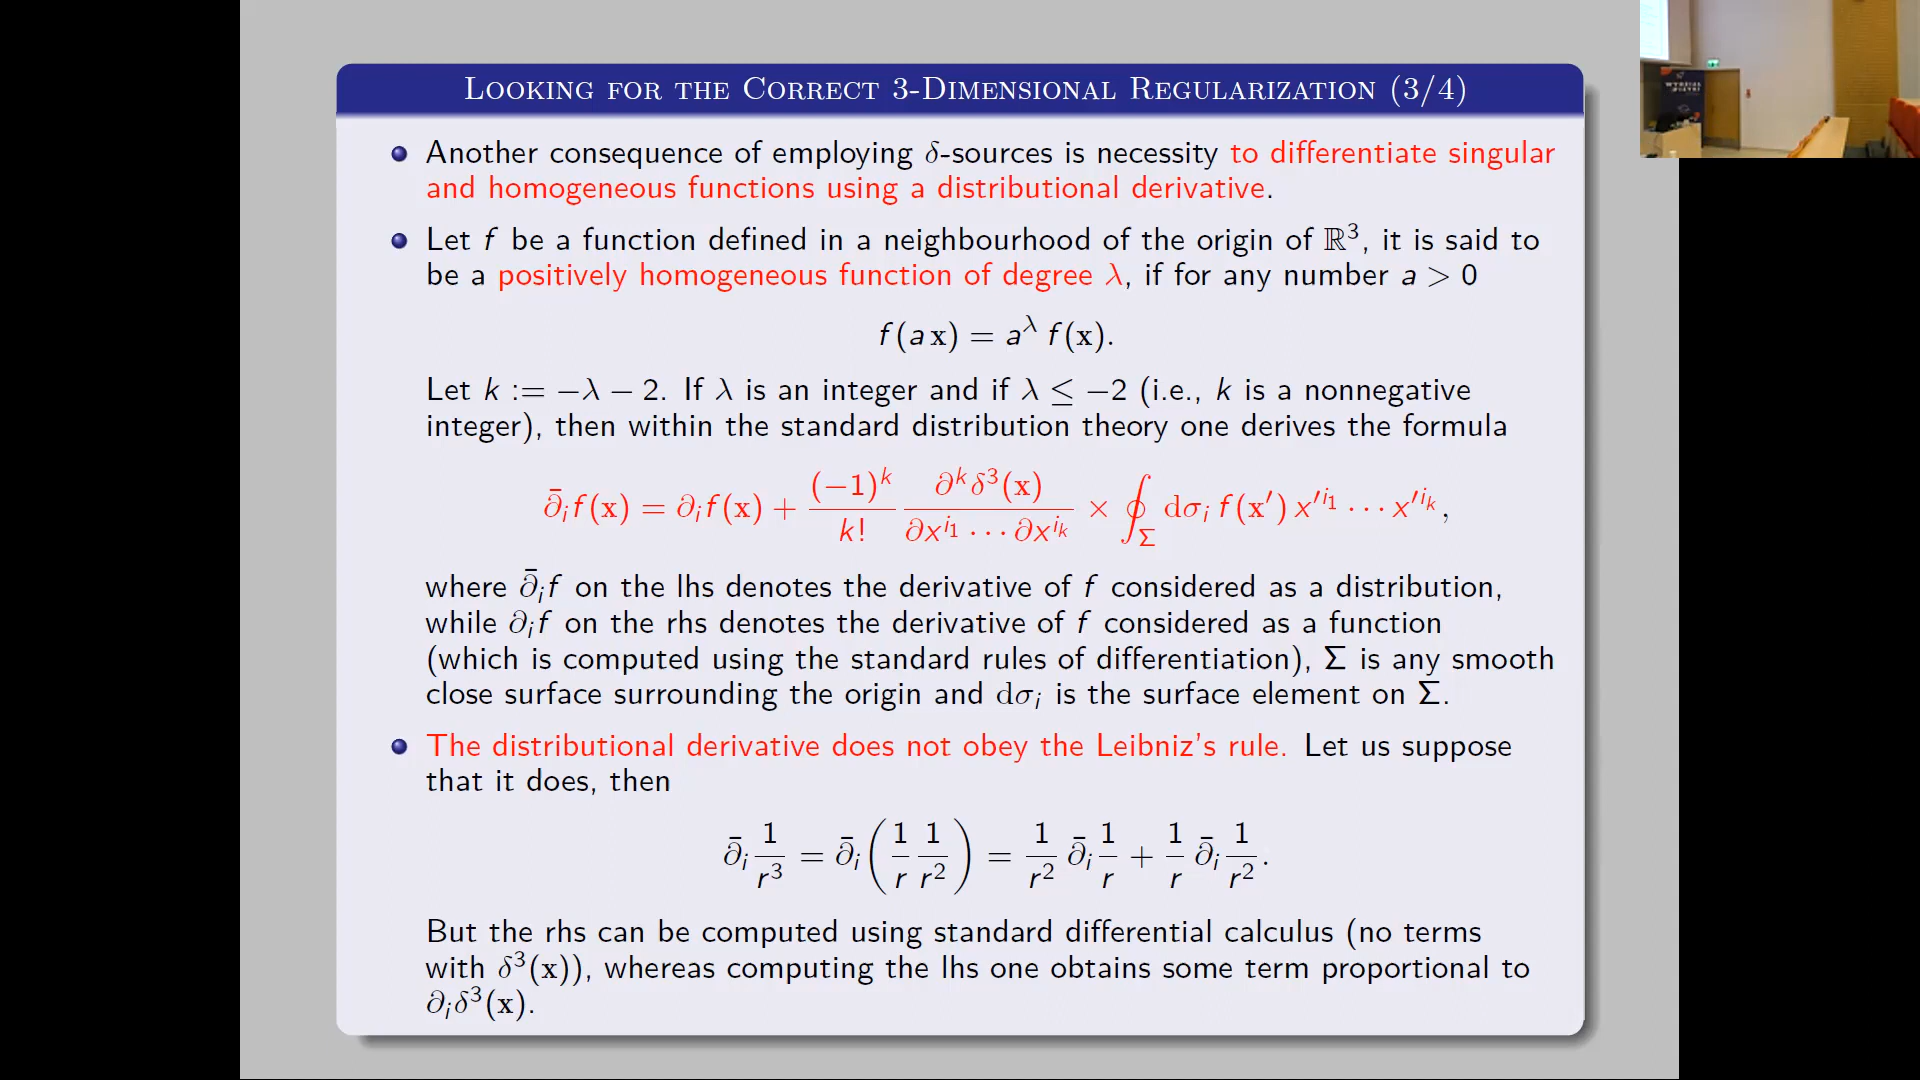 LOOKING FOR THE CORRECT 3-DIMENSIONAL REGULARIZATION (3/4)
Another consequence of employing δ-sources is necessity to differentiate singular
and homogeneous functions using a distributional derivative.
Let f be a function defined in a neighbourhood of the origin of ℝ³, it is said to
be a positively homogeneous function of degree λ, if for any number a > 0
f(a x) = a^λ f(x).
Let k := −λ − 2. If λ is an integer and if λ ≤ −2 (i.e., k is a nonnegative
integer), then within the standard distribution theory one derives the formula
∂̄_i f(x) = ∂_i f(x) + (−1)^k / k! ∂^k δ³(x) / ∂x^{i_1} ⋯ ∂x^{i_k} × ∮_Σ dσ_i f(x′) x′^{i_1} ⋯ x′^{i_k},
where ∂̄_i f on the lhs denotes the derivative of f considered as a distribution,
while ∂_i f on the rhs denotes the derivative of f considered as a function
(which is computed using the standard rules of differentiation), Σ is any smooth
close surface surrounding the origin and dσ_i is the surface element on Σ.
The distributional derivative does not obey the Leibniz's rule. Let us suppose
that it does, then
∂̄_i 1/r³ = ∂̄_i (1/r 1/r²) = 1/r² ∂̄_i 1/r + 1/r ∂̄_i 1/r².
But the rhs can be computed using standard differential calculus (no terms
with δ³(x)), whereas computing the lhs one obtains some term proportional to
∂_i δ³(x).